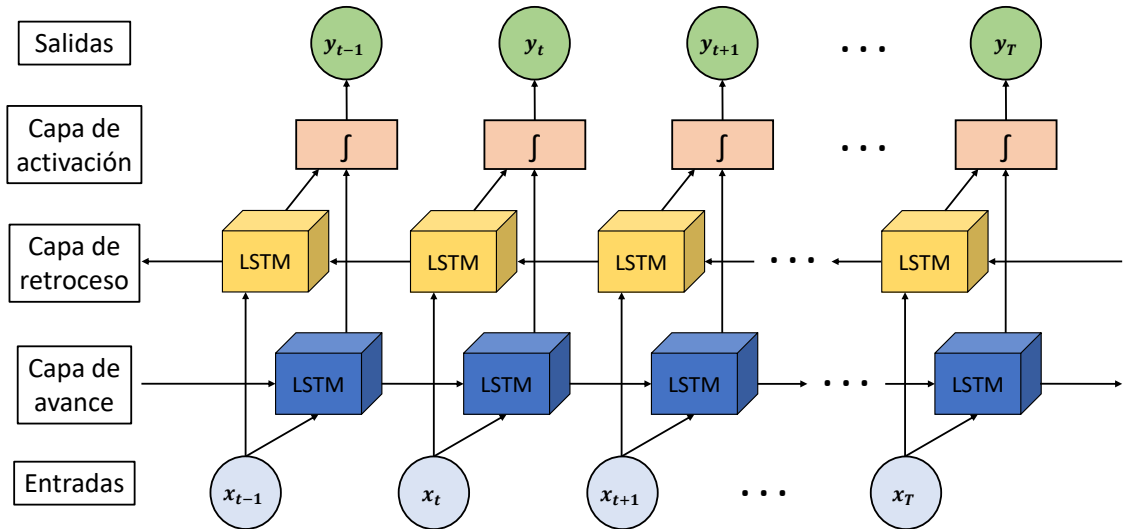 Salidas
y_{t-1} y_t y_{t+1} . . . y_T
Capa de
activación
∫ ∫ ∫ . . . ∫
Capa de
retroceso
LSTM LSTM LSTM . . . LSTM
Capa de
avance
LSTM LSTM LSTM . . . LSTM
Entradas
x_{t-1} x_t x_{t+1} . . . x_T